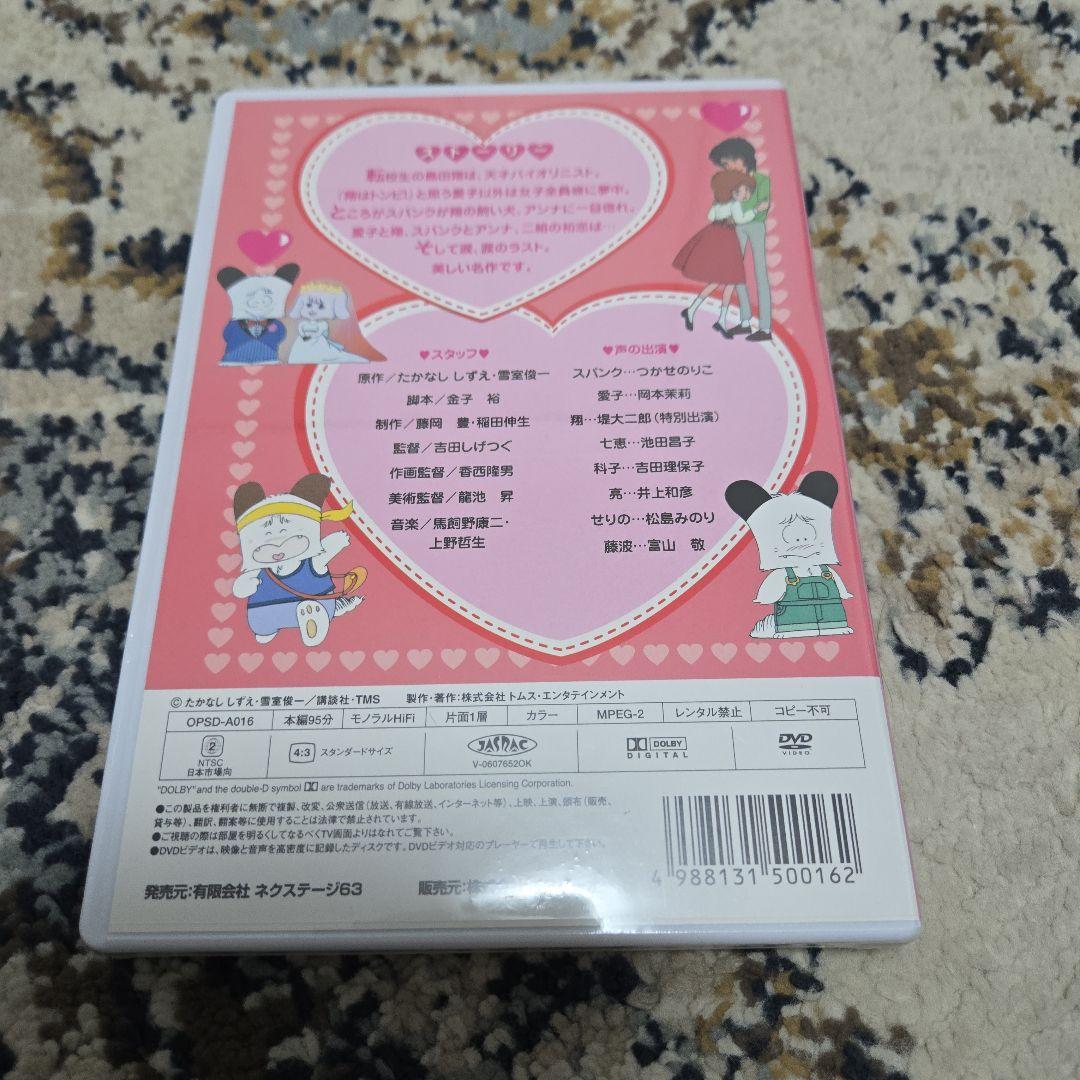 ストーリー
転校生の島田翔は、天才バイオリニスト。
(翔はトンビ!)と思う愛子以外は女子全員様に夢中。
ところがスパンクが翔の飼い犬、アンナに一目惚れ。
愛子と翔、スパンクとアンナ、二組の初恋は…
そして涙、涙のラスト。
美しい名作です。
♥スタッフ♥
原作/たかなし しずえ・雪室俊一
脚本/金子 裕
制作/藤岡 豊・稲田伸生
監督/吉田しげつぐ
作画監督/香西隆男
美術監督/龍池 昇
音楽/馬飼野康二・
上野哲生
♥声の出演♥
スパンク…つかせのりこ
愛子…岡本茉莉
翔…堤大二郎(特別出演)
七恵…池田昌子
科子…吉田理保子
亮…井上和彦
せりの…松島みのり
藤波…富山 敬
© たかなし しずえ・雪室俊一/講談社・TMS 製作・著作:株式会社 トムス・エンタテインメント
OPSD-A016 本編95分 モノラルHiFi 片面1層 カラー MPEG-2 レンタル禁止 コピー不可
2 NTSC 日本市場向
4:3 スタンダードサイズ
JASRAC V-0607652OK
DOLBY DIGITAL
DVD VIDEO
"DOLBY" and the double-D symbol are trademarks of Dolby Laboratories Licensing Corporation.
●この製品を権利者に無断で複製、改変、公衆送信(放送、有線放送、インターネット等)、上映、上演、頒布(販売、
貸与等)、翻訳、翻案等に使用することは法律で禁止されています。
●ご視聴の際は部屋を明るくしてなるべくTV画面よりはなれてご覧下さい。
●DVDビデオは、映像と音声を高密度に記録したディスクです。DVDビデオ対応のプレーヤーで再生して下さい。
発売元:有限会社 ネクステージ63 販売元:株式
4 988131 500162